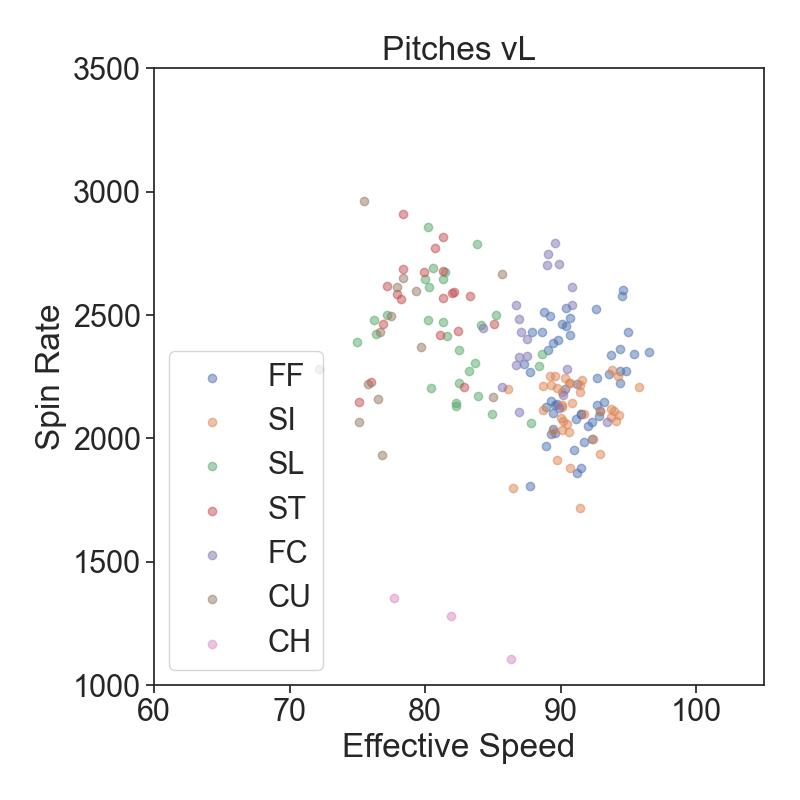 Pitches vL
3500
3000
2500
2000
1500
1000
Spin Rate
FF
SI
SL
ST
FC
CU
CH
60 70 80 90 100
Effective Speed